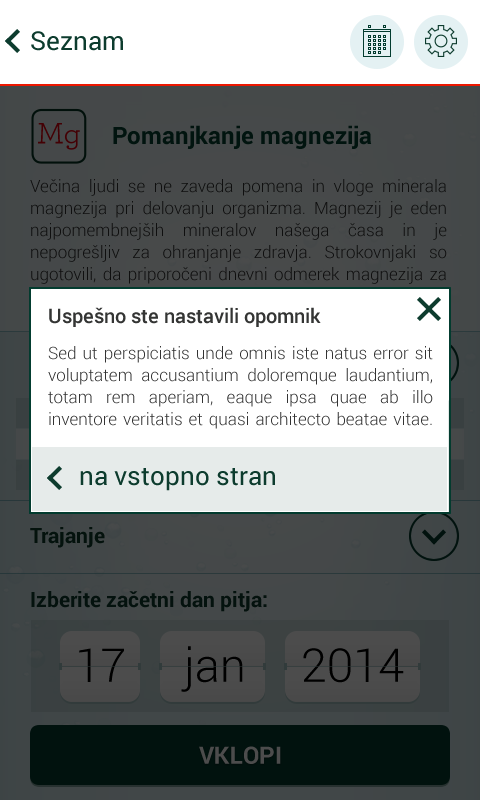 Seznam
Mg
Pomanjkanje magnezija
Večina ljudi se ne zaveda pomena in vloge minerala
magnezija pri delovanju organizma. Magnezij je eden
najpomembnejših mineralov našega časa in je
nepogrešljiv za ohranjanje zdravja. Strokovnjaki so
ugotovili, da priporočeni dnevni odmerek magnezija za
Uspešno ste nastavili opomnik
Sed ut perspiciatis unde omnis iste natus error sit
voluptatem accusantium doloremque laudantium,
totam rem aperiam, eaque ipsa quae ab illo
inventore veritatis et quasi architecto beatae vitae.
na vstopno stran
Trajanje
Izberite začetni dan pitja:
17 jan 2014
VKLOPI